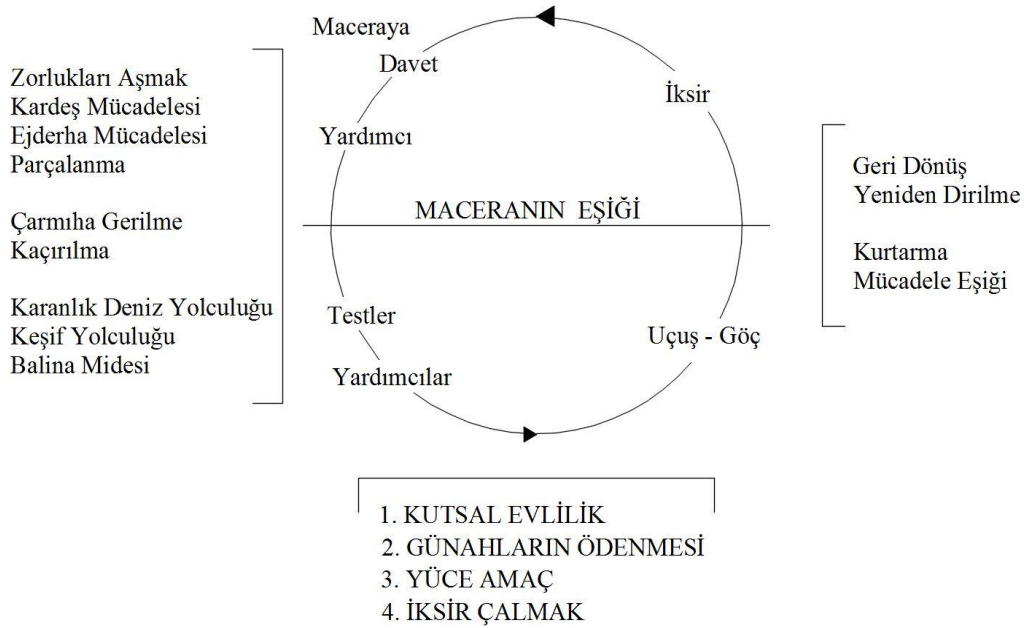 Maceraya
Davet
Yardımcı
İksir
Zorlukları Aşmak
Kardeş Mücadelesi
Ejderha Mücadelesi
Parçalanma
Çarmıha Gerilme
Kaçırılma
Karanlık Deniz Yolculuğu
Keşif Yolculuğu
Balina Midesi
MACERANIN EŞİĞİ
Geri Dönüş
Yeniden Dirilme
Kurtarma
Mücadele Eşiği
Testler
Yardımcılar
Uçuş - Göç
1. KUTSAL EVLİLİK
2. GÜNAHLARIN ÖDENMESİ
3. YÜCE AMAÇ
4. İKSİR ÇALMAK